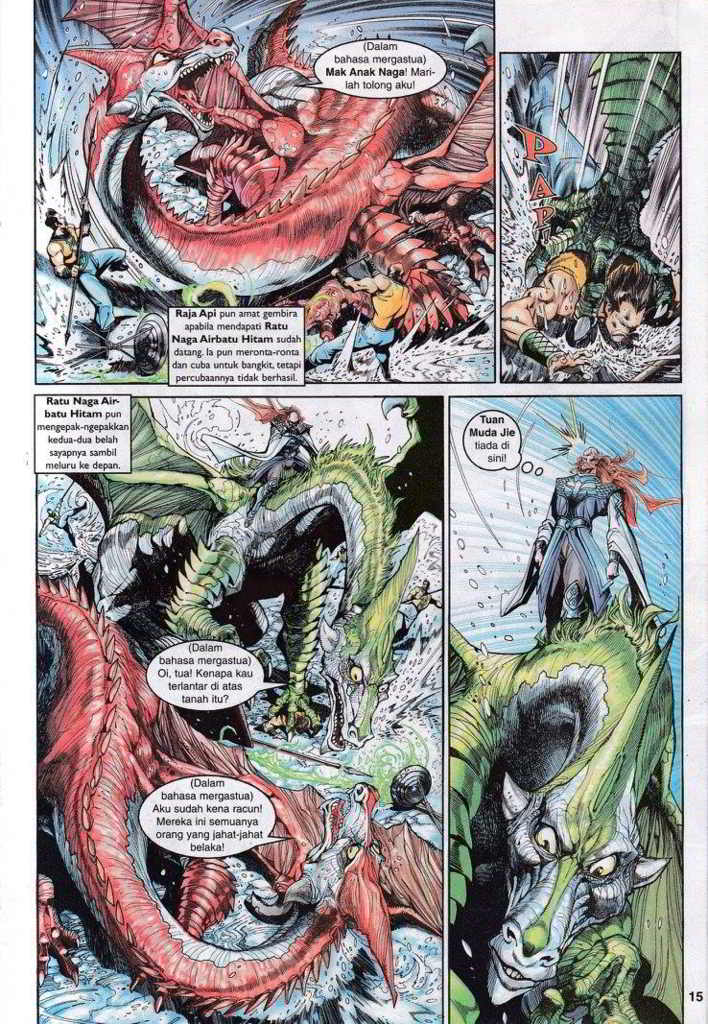 (Dalam
bahasa mergastua)
Mak Anak Naga! Mari-
lah tolong aku!
PAP!
Raja Api pun amat gembira
apabila mendapati Ratu
Naga Airbatu Hitam sudah
datang. Ia pun meronta-ronta
dan cuba untuk bangkit, tetapi
percubaannya tidak berhasil.
Ratu Naga Air-
batu Hitam pun
mengepak-ngepakkan
kedua-dua belah
sayapnya sambil
meluru ke depan.
(Dalam
bahasa mergastua)
Oi, tua! Kenapa kau
terlantar di atas
tanah itu?
(Dalam
bahasa mergastua)
Aku sudah kena racun!
Mereka ini semuanya
orang yang jahat-jahat
belaka!
Tuan
Muda Jie
tiada di
sini!
15